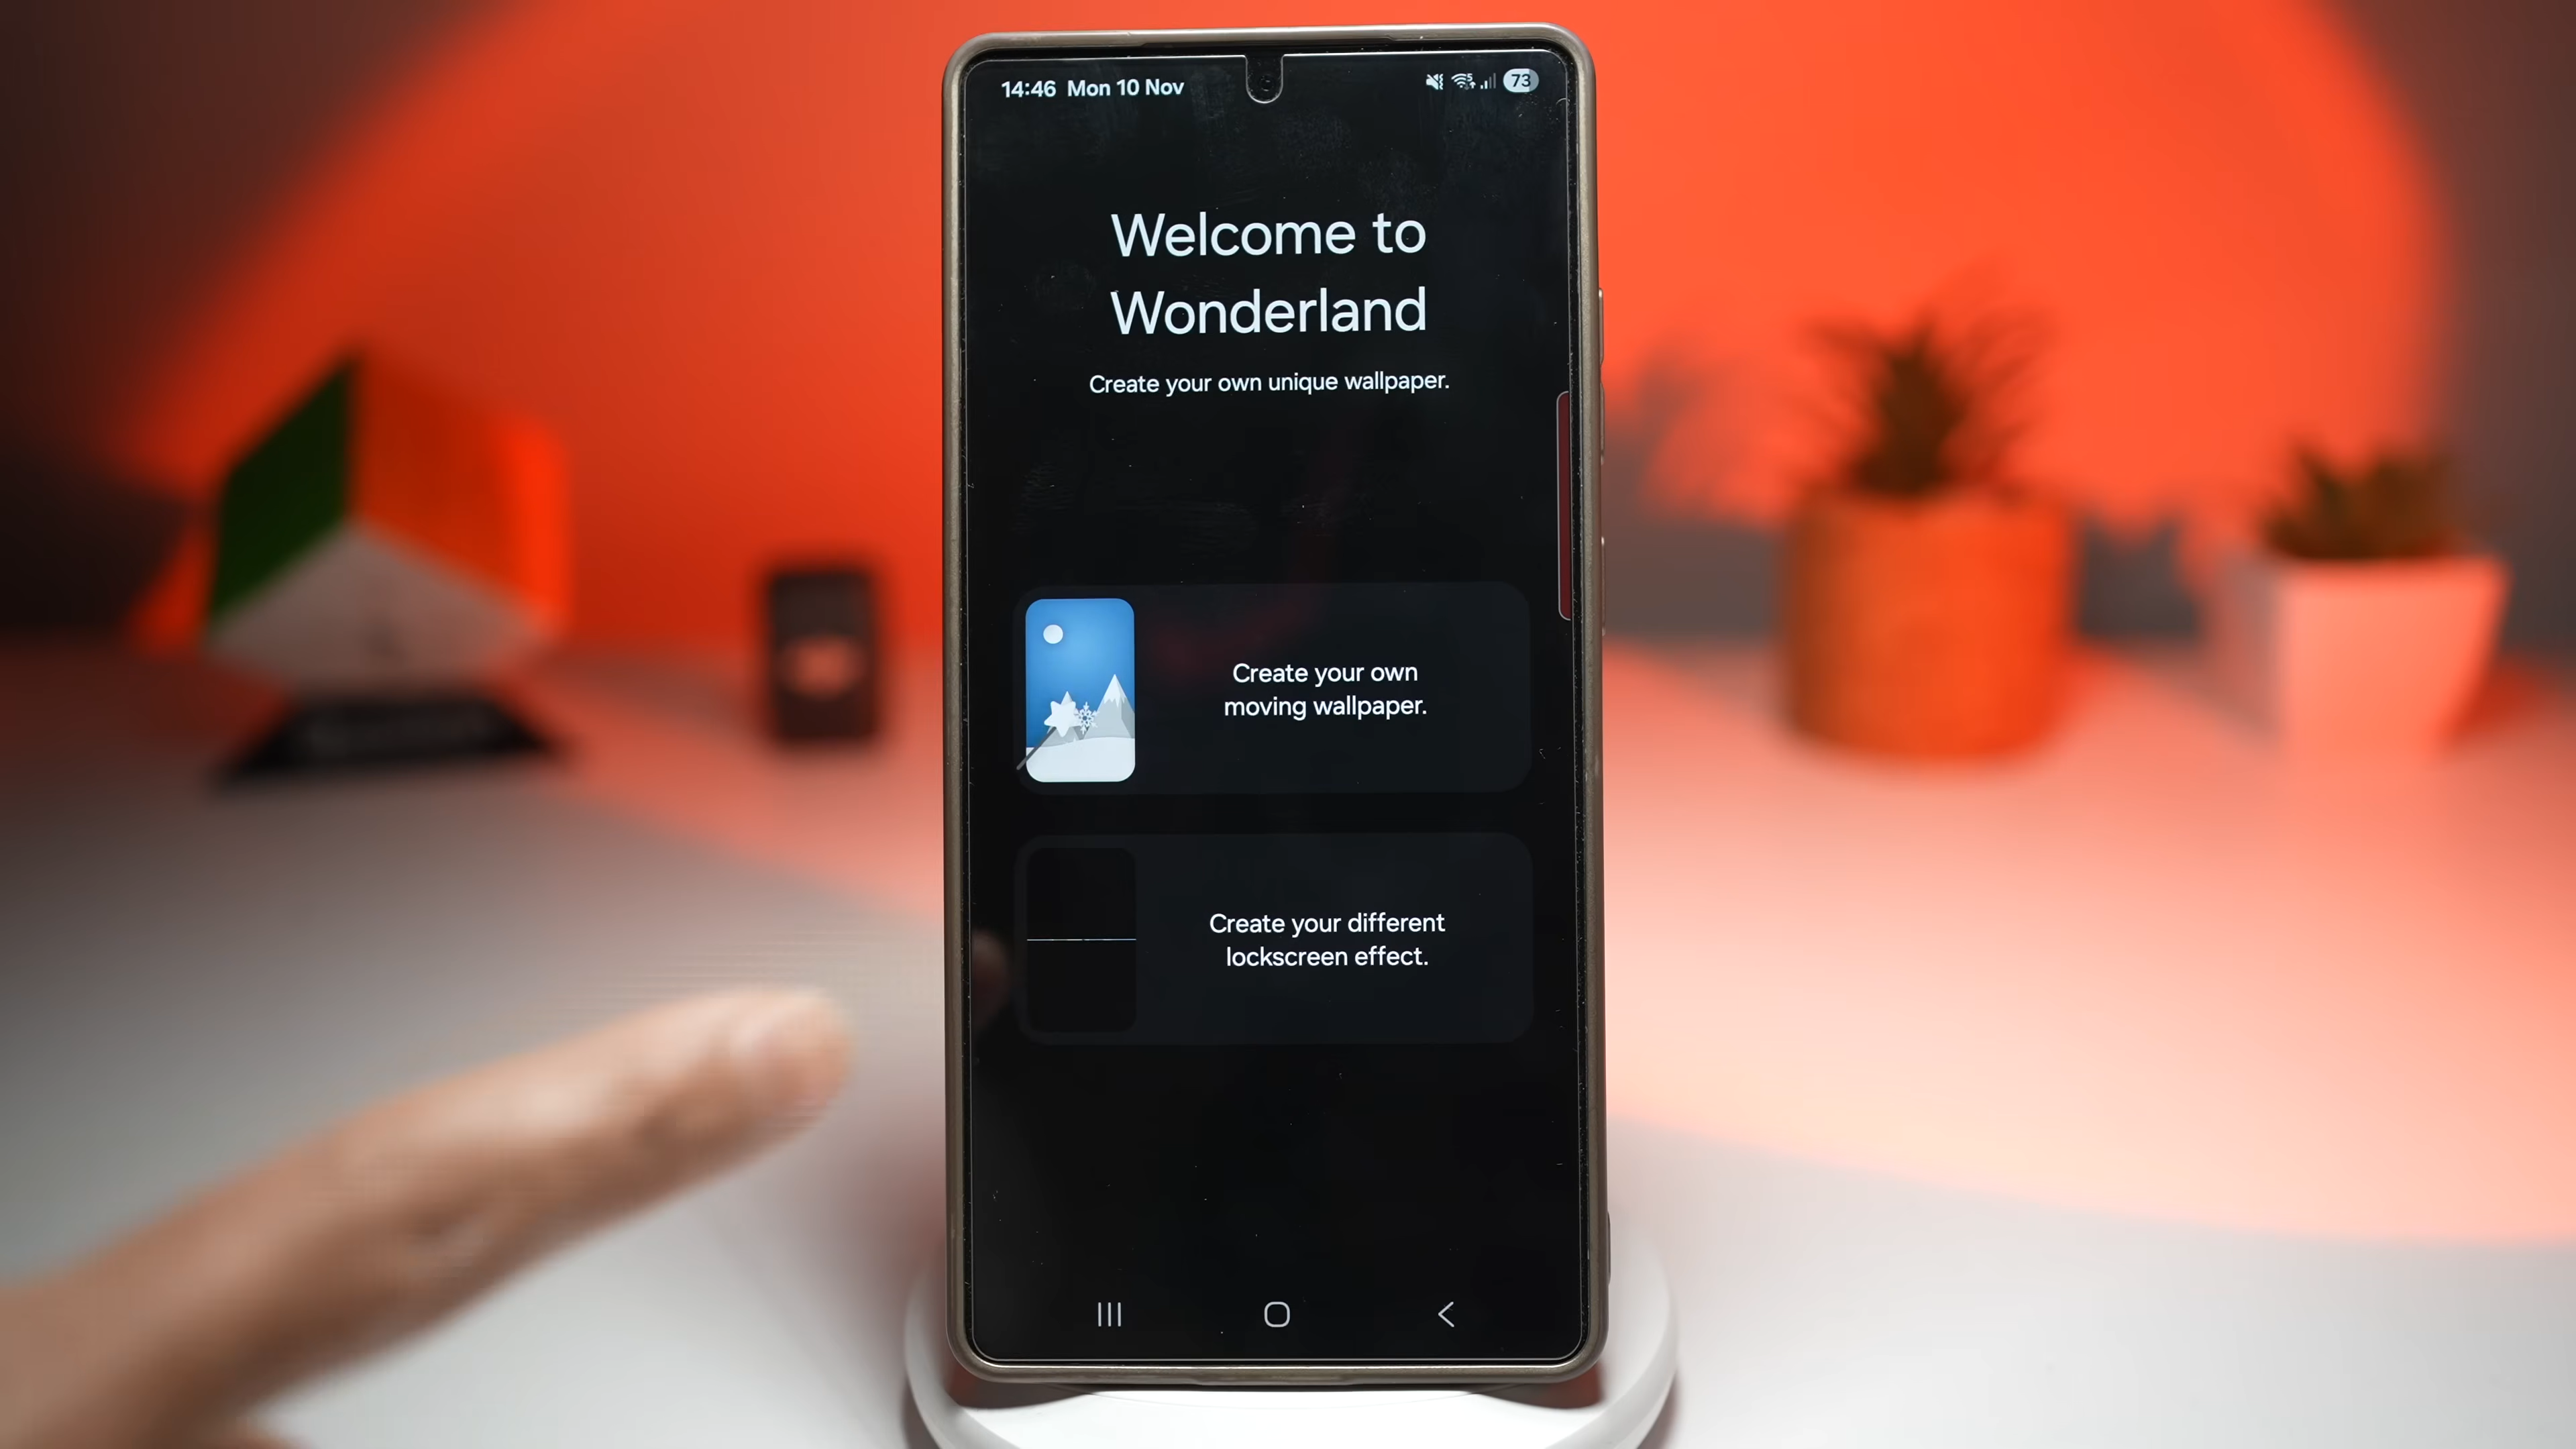 14:46 Mon 10 Nov
73
Welcome to
Wonderland
Create your own unique wallpaper.
Create your own
moving wallpaper.
Create your different
lockscreen effect.